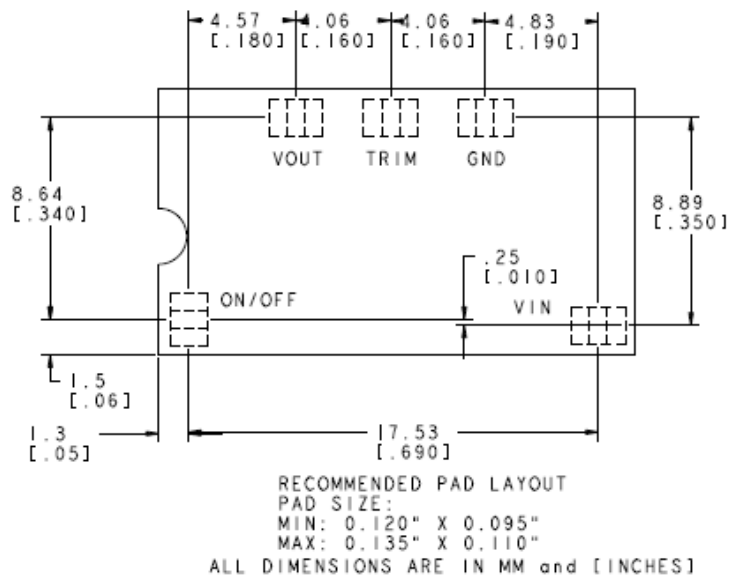 4.57 4.06 4.06 4.83
[.180] [.160] [.160] [.190]
VOUT TRIM GND
8.64
[.340]
8.89
[.350]
.25
[.010]
ON/OFF
VIN
1.5
[.06]
1.3
[.05]
17.53
[.690]
RECOMMENDED PAD LAYOUT
PAD SIZE:
MIN: 0.120" X 0.095"
MAX: 0.135" X 0.110"
ALL DIMENSIONS ARE IN MM and [INCHES]